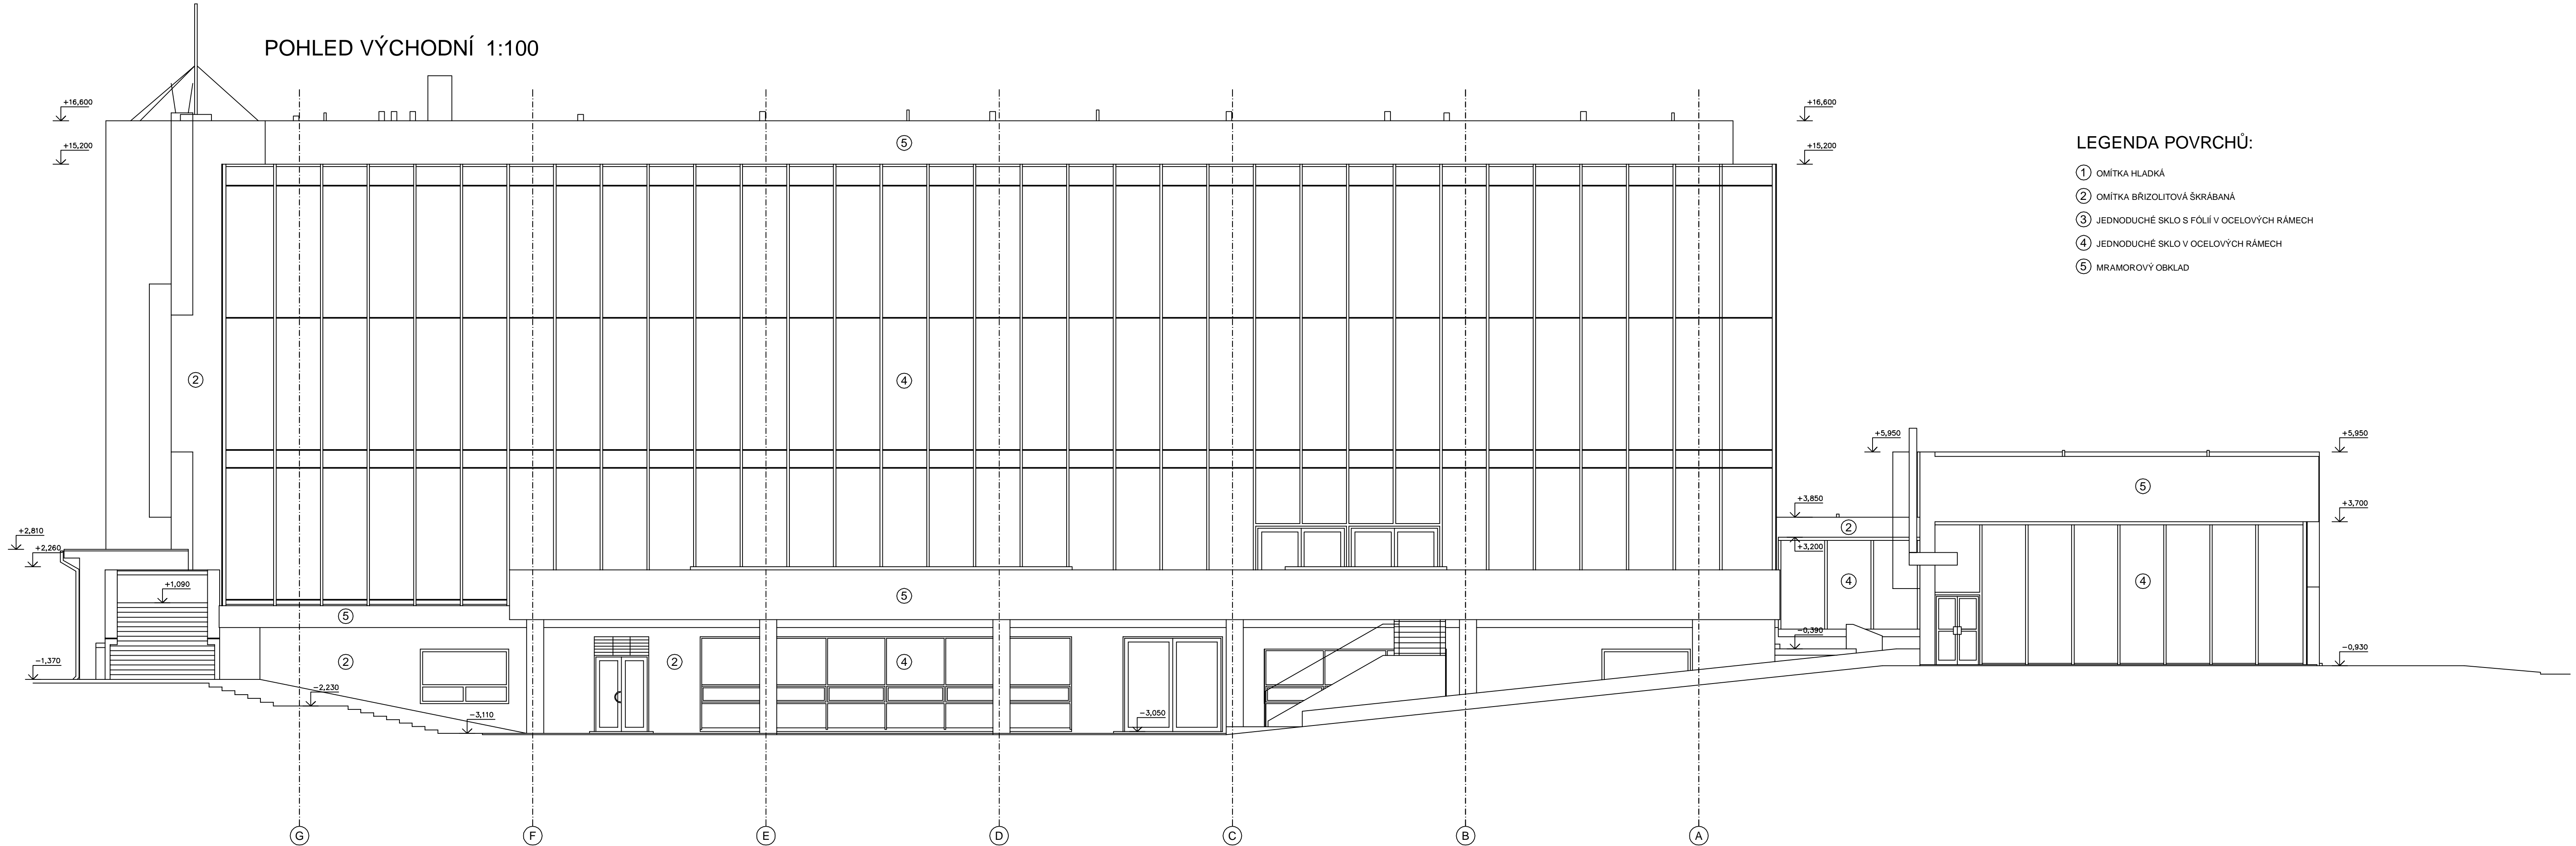 POHLED VÝCHODNÍ 1:100
+16,600
+16,600
+15,200
5
+15,200
LEGENDA POVRCHŮ:
1 OMÍTKA HLADKÁ
2 OMÍTKA BŘIZOLITOVÁ ŠKRÁBANÁ
3 JEDNODUCHÉ SKLO S FÓLIÍ V OCELOVÝCH RÁMECH
4 JEDNODUCHÉ SKLO V OCELOVÝCH RÁMECH
5 MRAMOROVÝ OBKLAD
2
4
+5,950
+5,950
5
+3,850
+3,700
2
+2,810
+2,260
+3,200
+1,090
4
4
5
5
-0,390
-0,930
-1,370
2
2
4
-2,230
-3,110
-3,050
G
F
E
D
C
B
A